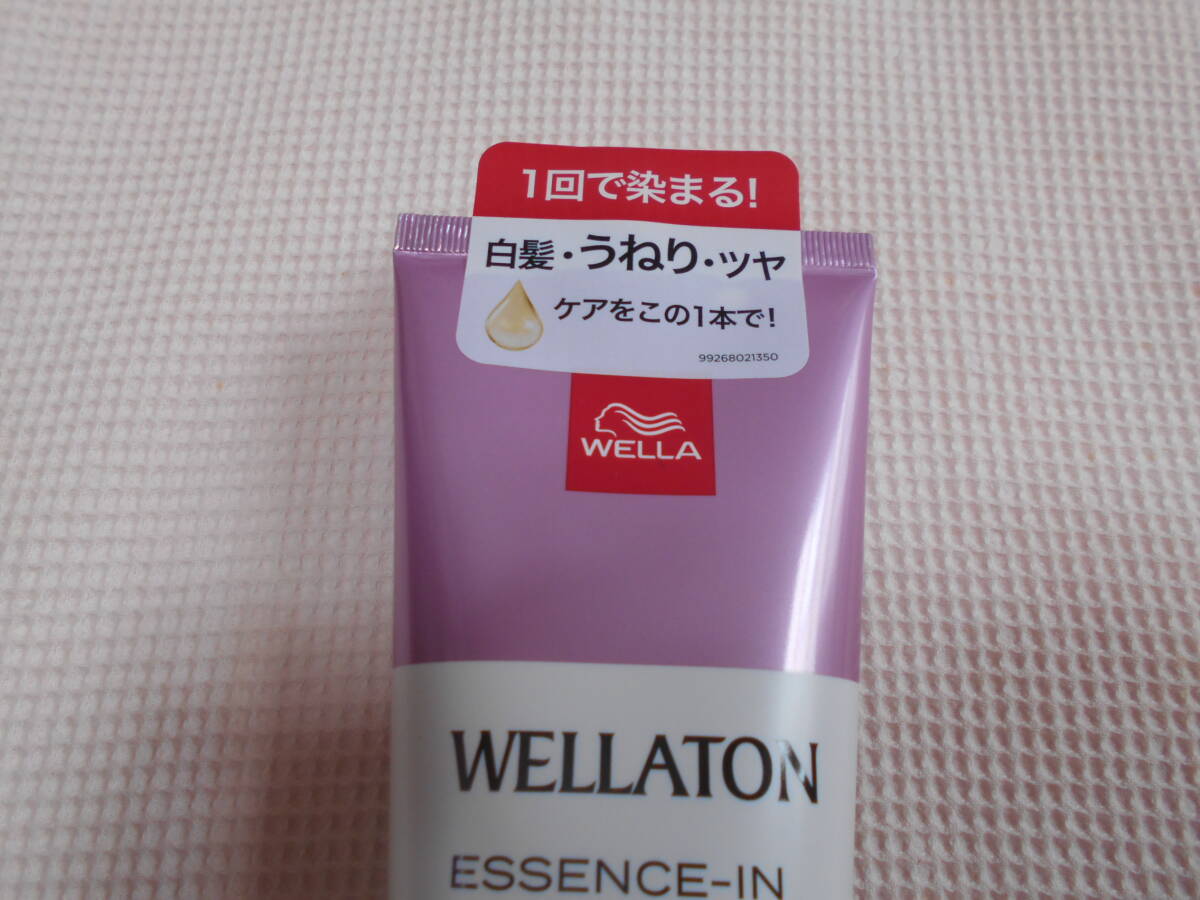 1回で染まる!
白髪・うねり・ツヤ
ケアをこの1本で!
99268021350
WELLA
WELLATON
ESSENCE-IN